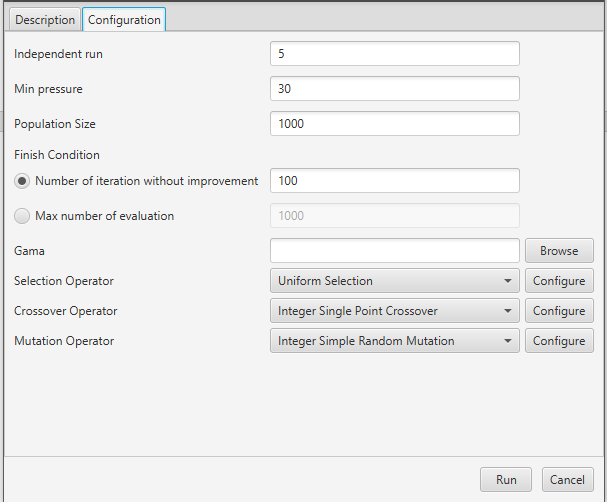 Description Configuration
Independent run 5
Min pressure 30
Population Size 1000
Finish Condition
Number of iteration without improvement 100
Max number of evaluation 1000
Gama Browse
Selection Operator Uniform Selection Configure
Crossover Operator Integer Single Point Crossover Configure
Mutation Operator Integer Simple Random Mutation Configure
Run Cancel